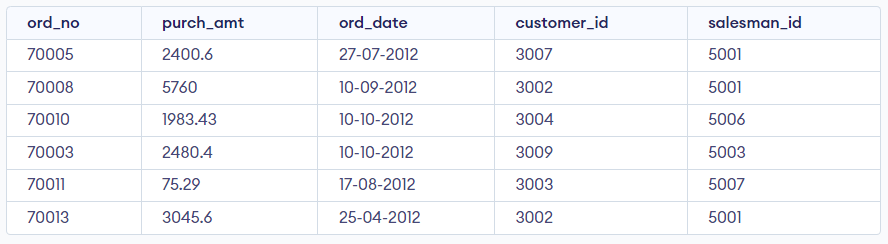 ord_no purch_amt ord_date customer_id salesman_id
70005 2400.6 27-07-2012 3007 5001
70008 5760 10-09-2012 3002 5001
70010 1983.43 10-10-2012 3004 5006
70003 2480.4 10-10-2012 3009 5003
70011 75.29 17-08-2012 3003 5007
70013 3045.6 25-04-2012 3002 5001